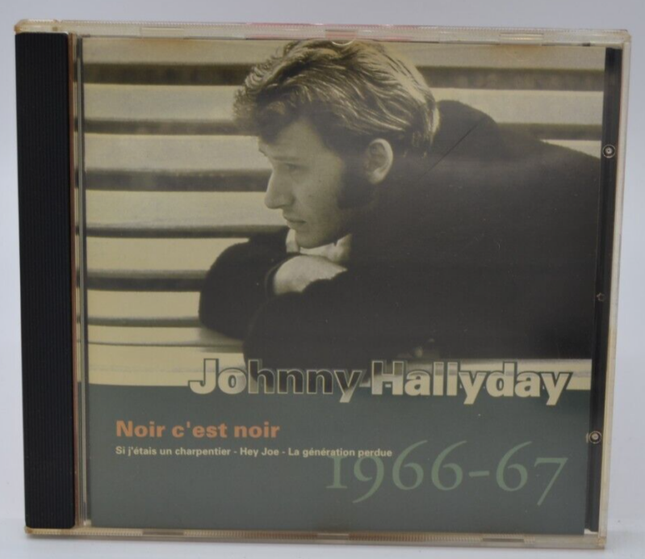 Johnny Hallyday
Noir c'est noir
Si j'étais un charpentier - Hey Joe - La génération perdue
1966-67